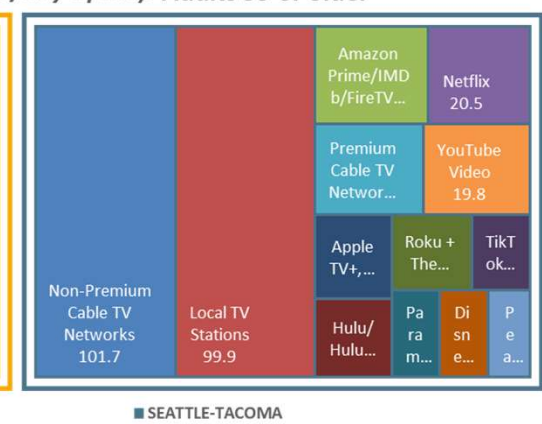 Non-Premium
Cable TV
Networks
101.7
Local TV
Stations
99.9
Amazon
Prime/IMD
b/FireTV...
Netflix
20.5
Premium
Cable TV
Networ...
YouTube
Video
19.8
Apple
TV+,...
Roku +
The...
TikT
ok...
Hulu/
Hulu...
Pa
ra
m...
Di
sn
e...
P
e
a...
SEATTLE-TACOMA